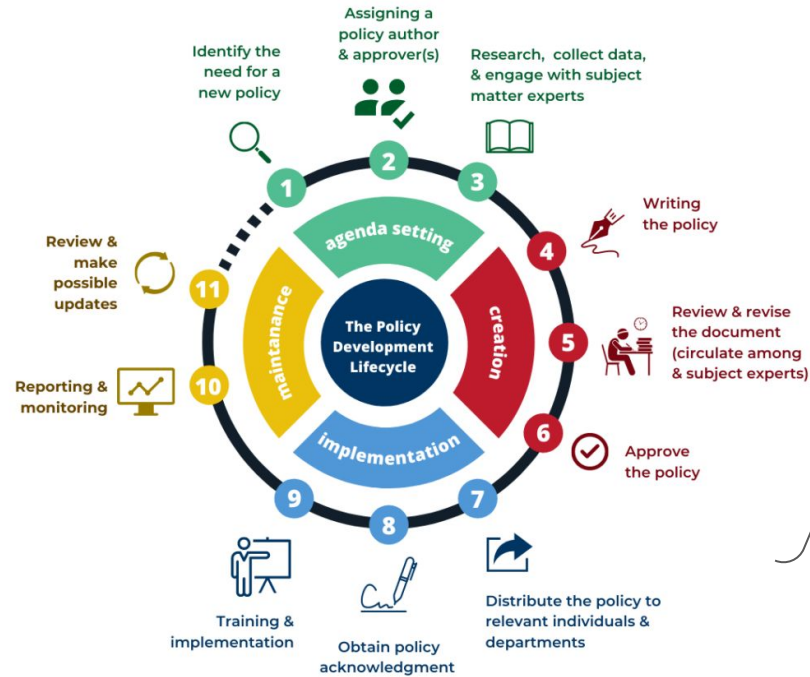 Assigning a
policy author
& approver(s)
Identify the
need for a
new policy
Research, collect data,
& engage with subject
matter experts
1
2
3
Writing
the policy
4
agenda setting
Review &
make
possible
updates
11
maintanance
The Policy
Development
Lifecycle
creation
5
Review & revise
the document
(circulate among
& subject experts)
Reporting &
monitoring
10
6
Approve
the policy
implementation
9
8
7
Training &
implementation
Obtain policy
acknowledgment
Distribute the policy to
relevant individuals &
departments